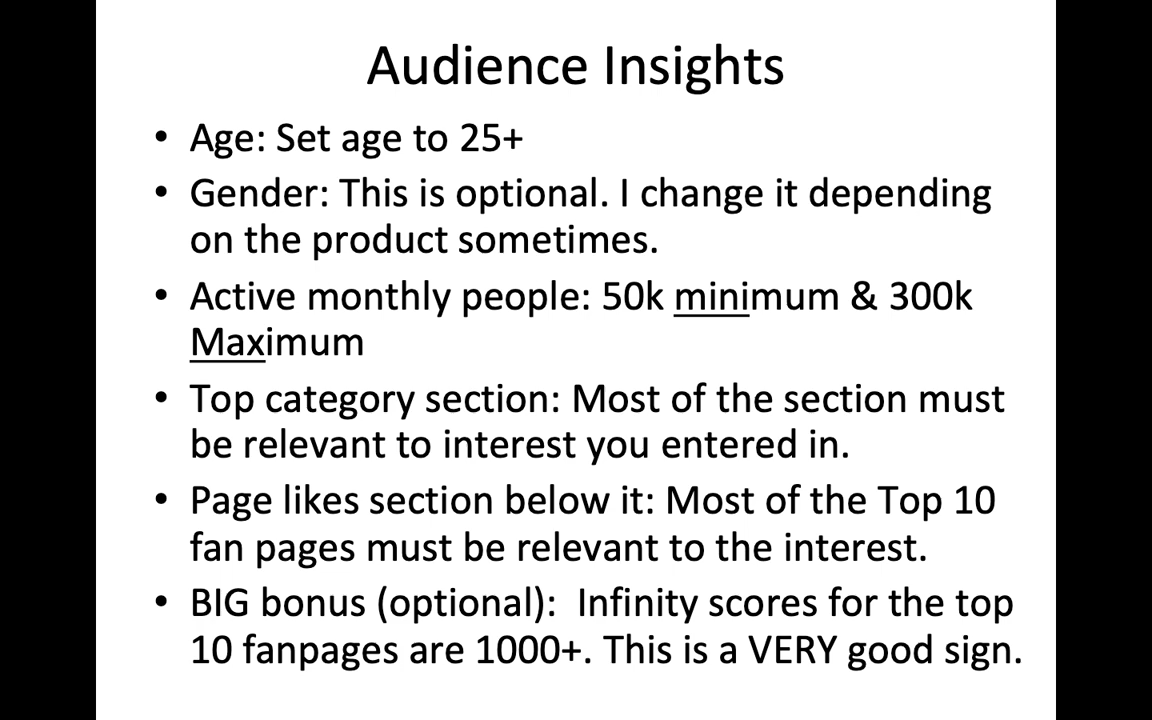 Audience Insights
• Age: Set age to 25+
• Gender: This is optional. I change it depending
on the product sometimes.
• Active monthly people: 50k minimum & 300k
Maximum
• Top category section: Most of the section must
be relevant to interest you entered in.
• Page likes section below it: Most of the Top 10
fan pages must be relevant to the interest.
• BIG bonus (optional):  Infinity scores for the top
10 fanpages are 1000+. This is a VERY good sign.